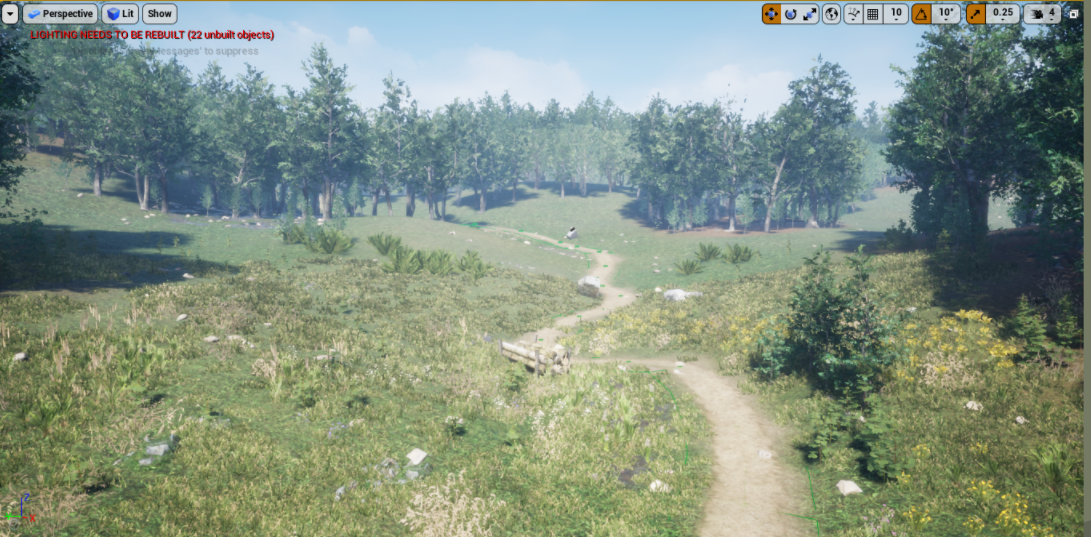 Perspective Lit Show 10 10° 0.25 4
LIGHTING NEEDS TO BE REBUILT (22 unbuilt objects)
Messages' to suppress